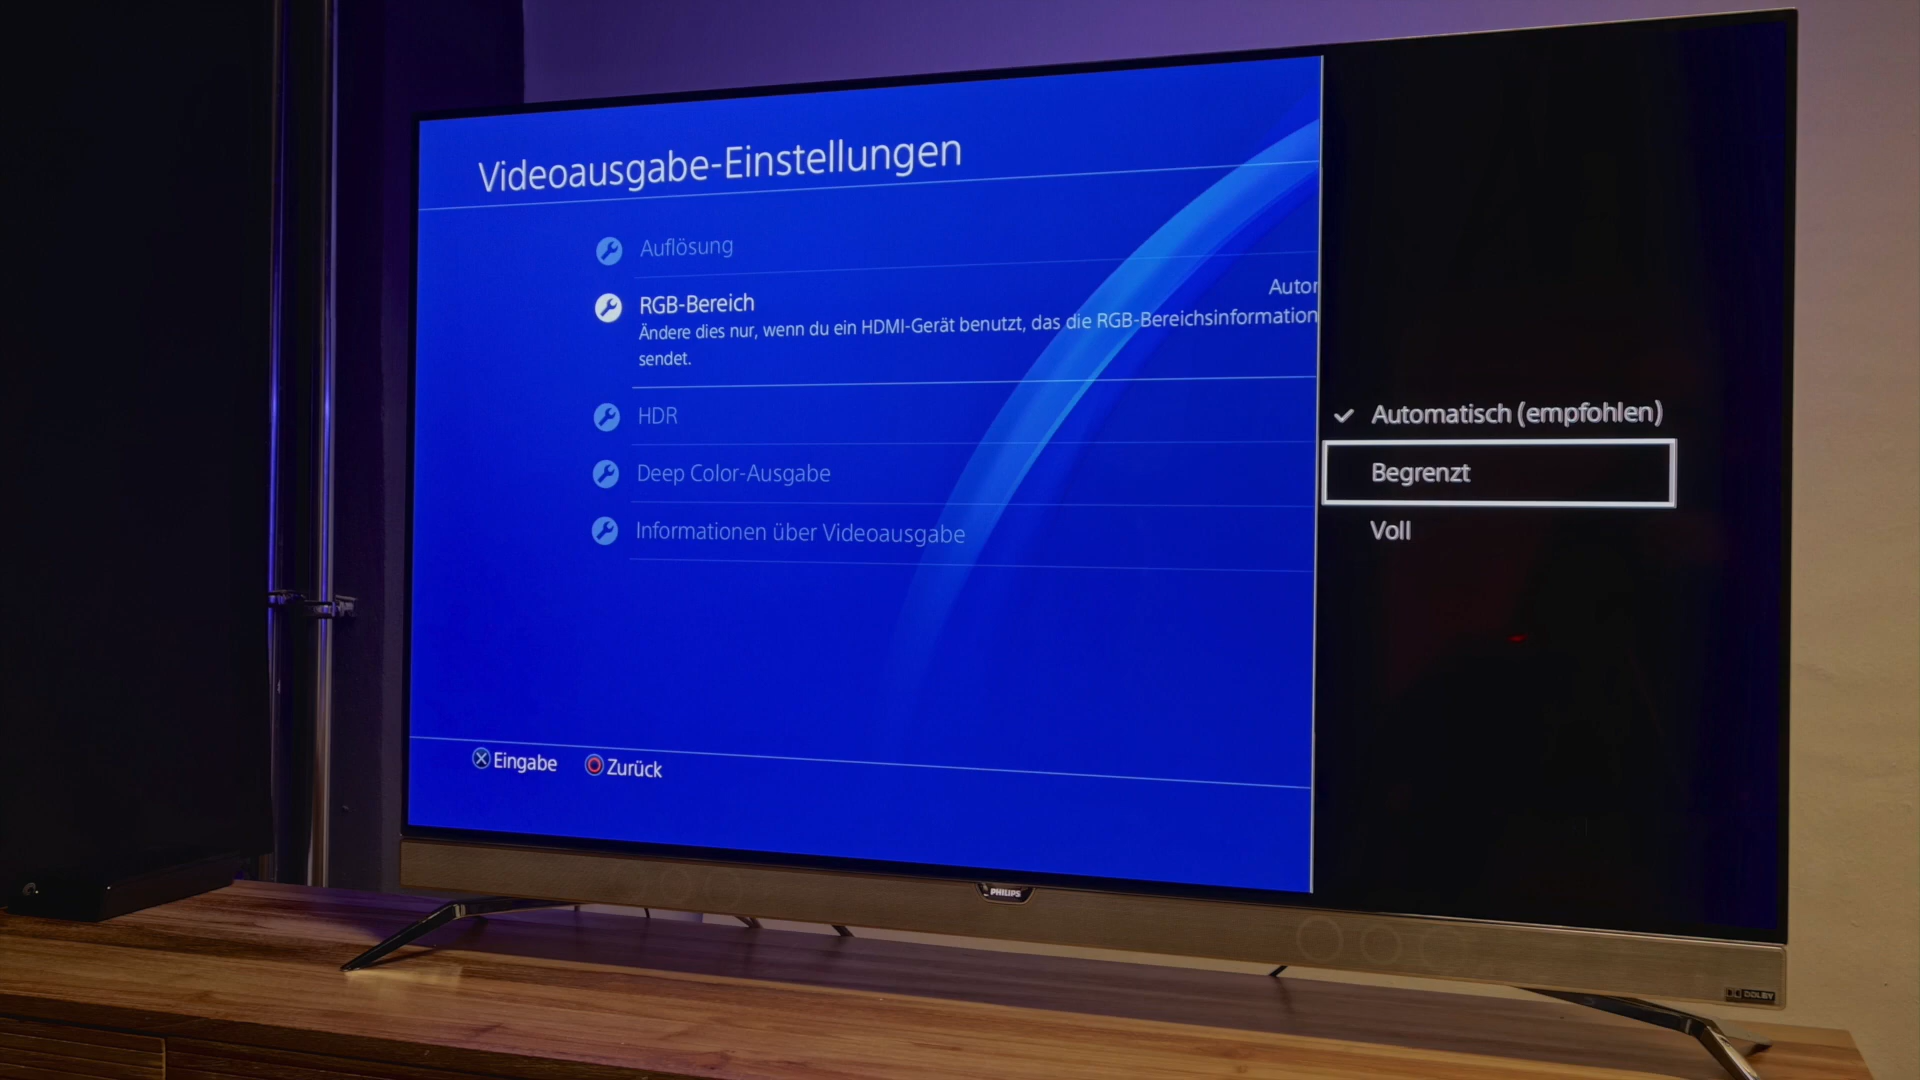 Videoausgabe-Einstellungen
Auflösung
RGB-Bereich
Autor
Ändere dies nur, wenn du ein HDMI-Gerät benutzt, das die RGB-Bereichsinformation
sendet.
HDR
Deep Color-Ausgabe
Informationen über Videoausgabe
Eingabe
Zurück
Automatisch (empfohlen)
Begrenzt
Voll
PHILIPS
DOLBY